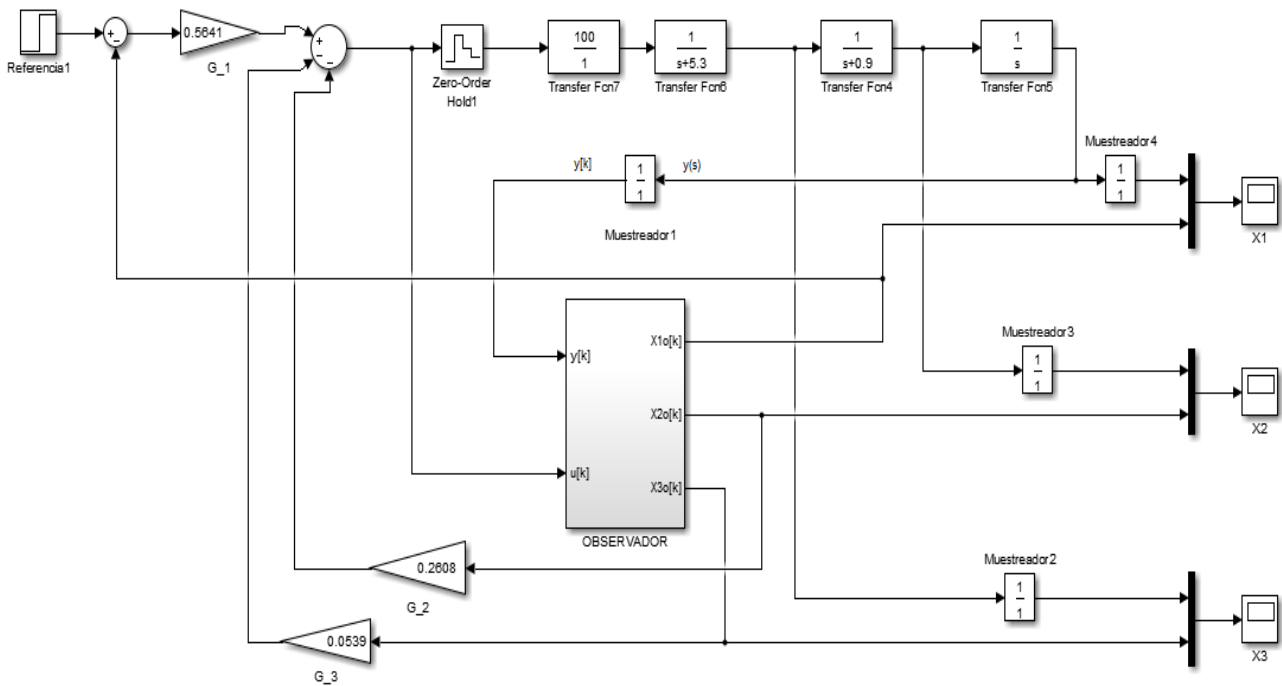 Referencia1
+
-
0.5641
G_1
+
-
-
Zero-Order
Hold1
100
1
Transfer Fcn7
1
s+5.3
Transfer Fcn6
1
s+0.9
Transfer Fcn4
1
s
Transfer Fcn5
Muestreador4
1
1
X1
y[k]
1
1
y(s)
Muestreador1
y[k]
u[k]
X1o[k]
X2o[k]
X3o[k]
OBSERVADOR
Muestreador3
1
1
X2
0.2608
G_2
Muestreador2
1
1
X3
0.0539
G_3